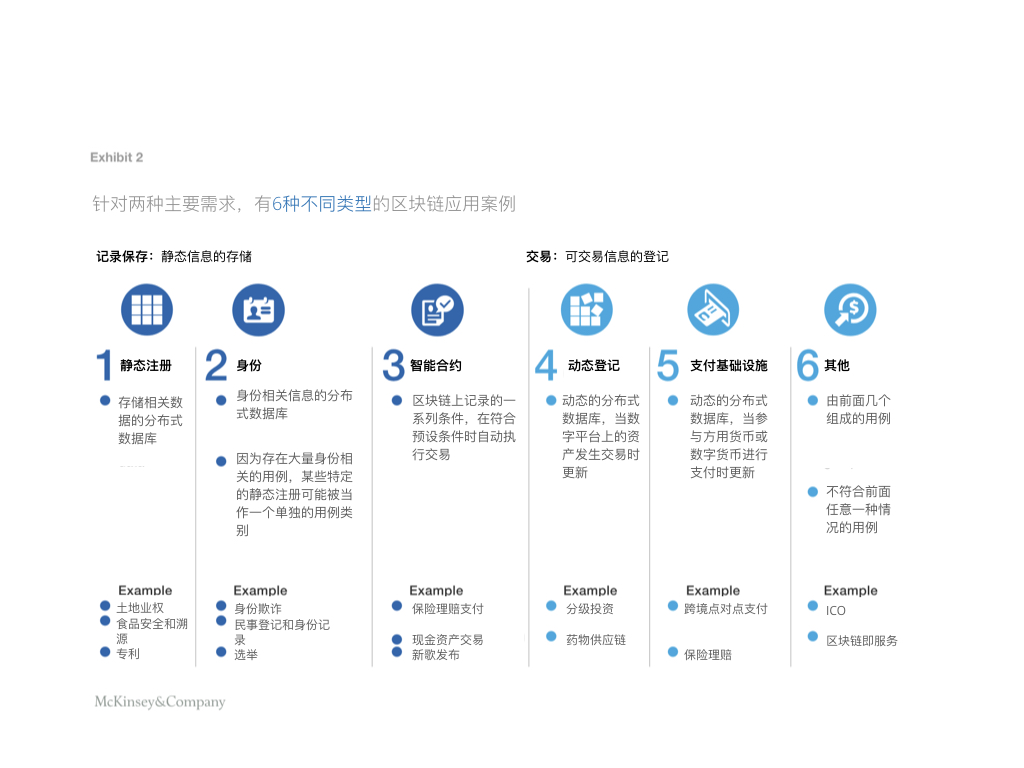 Exhibit 2
针对两种主要需求，有6种不同类型的区块链应用案例
记录保存：静态信息的存储
交易：可交易信息的登记
1 静态注册
存储相关数
据的分布式
数据库
Example
土地业权
食品安全和溯
源
专利
2 身份
身份相关信息的分布
式数据库
因为存在大量身份相
关的用例，某些特定
的静态注册可能被当
作一个单独的用例类
别
Example
身份欺诈
民事登记和身份记
录
选举
3 智能合约
区块链上记录的一
系列条件，在符合
预设条件时自动执
行交易
Example
保险理赔支付
现金资产交易
新歌发布
4 动态登记
动态的分布式
数据库，当数
字平台上的资
产发生交易时
更新
Example
分级投资
药物供应链
5 支付基础设施
动态的分布式
数据库，当参
与方用货币或
数字货币进行
支付时更新
Example
跨境点对点支付
保险理赔
6 其他
由前面几个
组成的用例
不符合前面
任意一种情
况的用例
Example
ICO
区块链即服务
McKinsey&Company